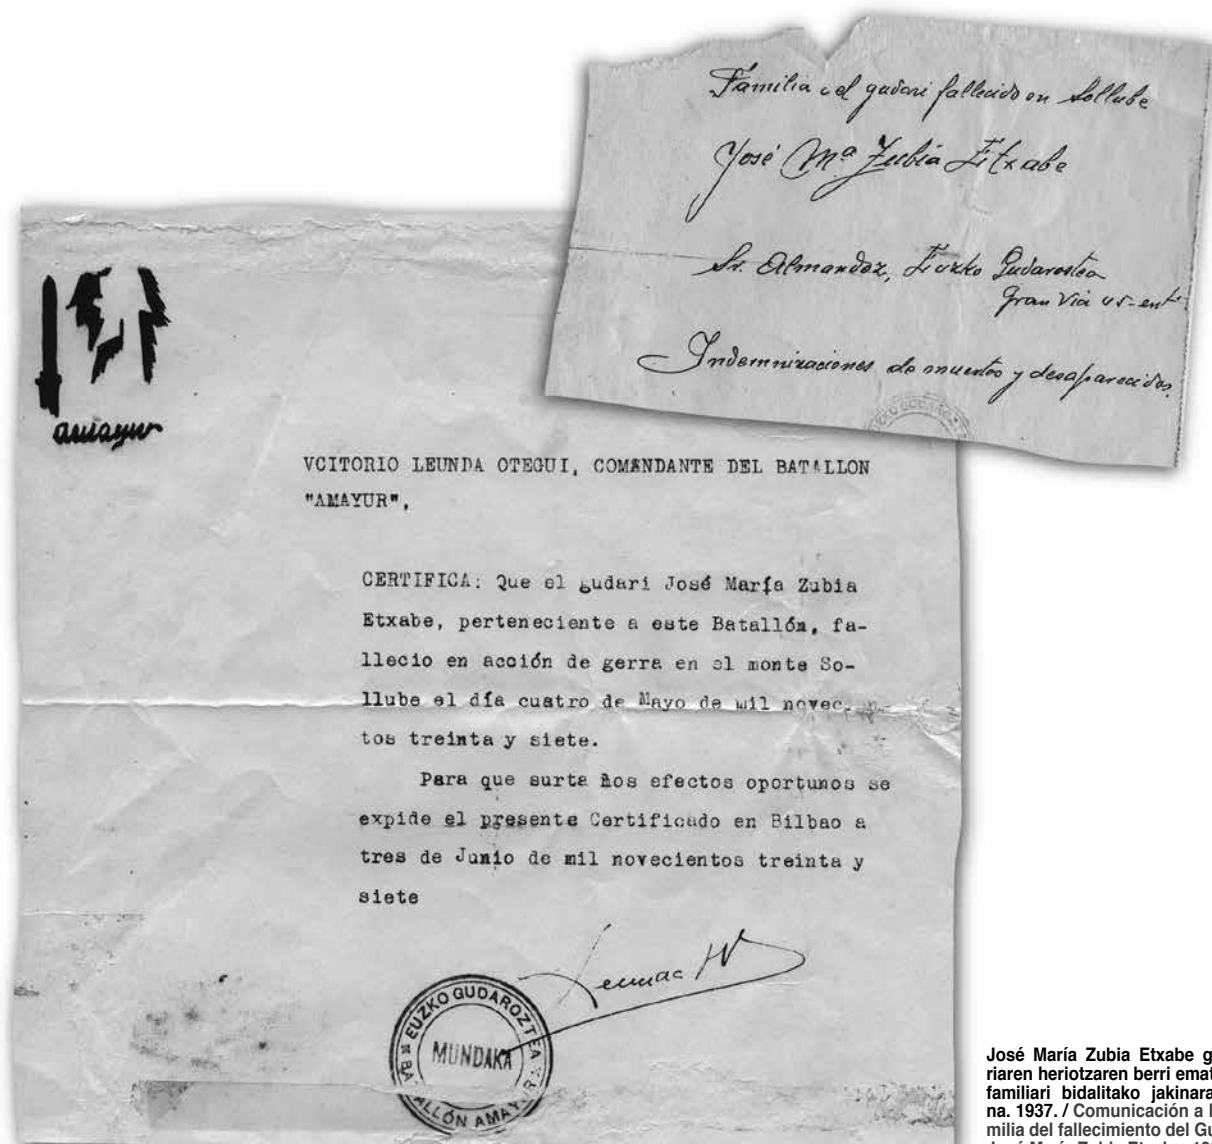 Familia del gudari fallecido en Sollube
José Mª Zubia Etxabe
Sr. Almandoz, Euzko Gudarostea
Gran Via
Indemnizaciones de muertos y desaparecidos.
amayur
VCITORIO LEUNDA OTEGUI, COMANDANTE DEL BATALLON
"AMAYUR",
CERTIFICA: Que el gudari José María Zubia
Etxabe, perteneciente a este Batallón, fa-
llecio en acción de gerra en el monte So-
llube el día cuatro de Mayo de mil novec
tos treinta y siete.
Para que surta ños efectos oportunos se
expide el presente Certificado en Bilbao a
tres de Junio de mil novecientos treinta y
siete
EUZKO GUDAROZTEA
MUNDAKA
BATALLÓN AMAYUR
José María Zubia Etxabe g
riaren heriotzaren berri emat
familiari bidalitako jakinara
na. 1937. / Comunicación a l
milia del fallecimiento del Gu